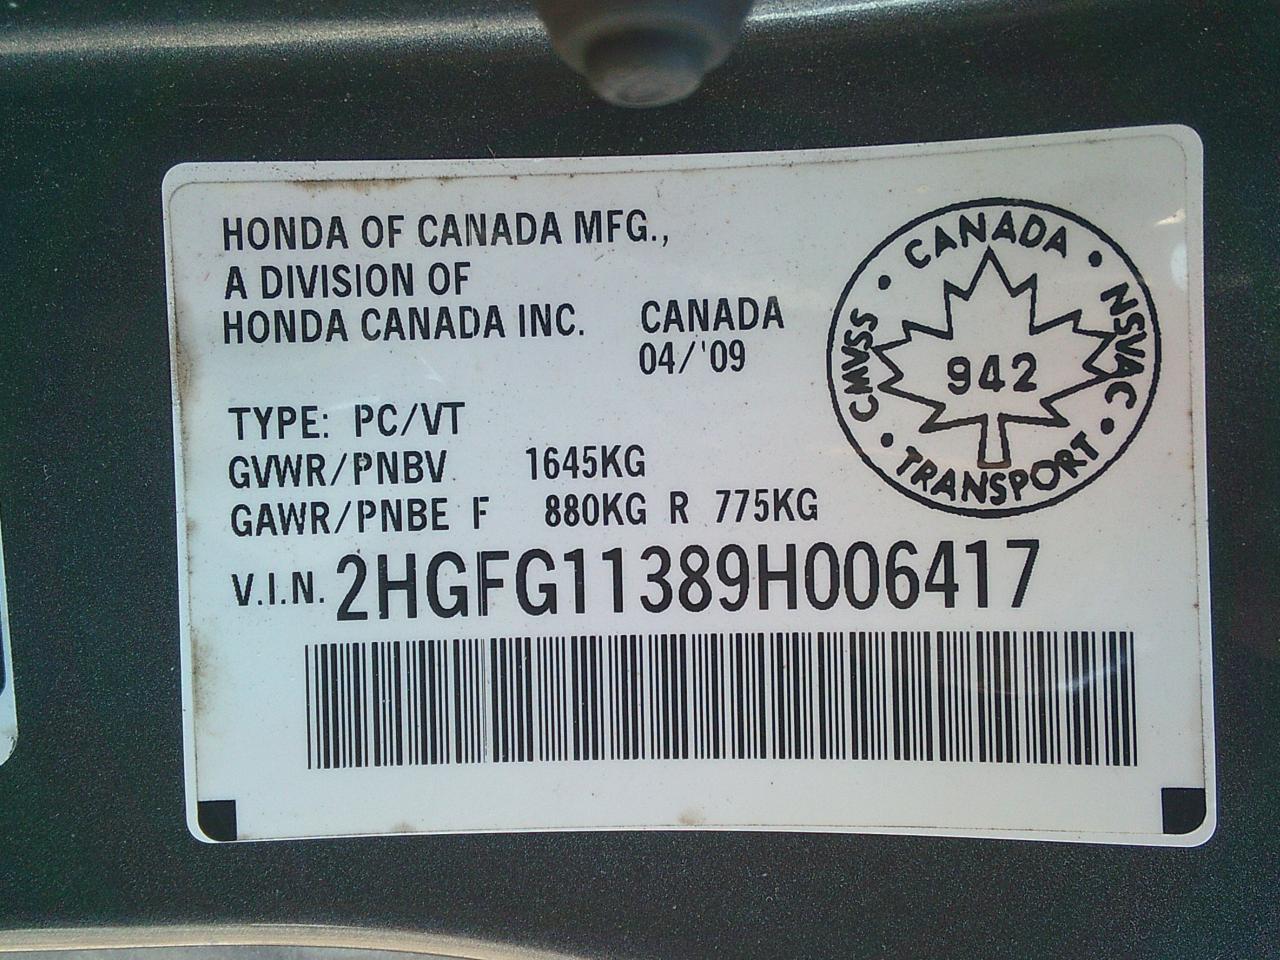 HONDA OF CANADA MFG.,
A DIVISION OF
HONDA CANADA INC. CANADA
04/'09
TYPE: PC/VT
GVWR/PNBV 1645KG
GAWR/PNBE F 880KG R 775KG
V.I.N. 2HGFG11389H006417
CANADA • NSVAC • TRANSPORT • CMVSS •
942